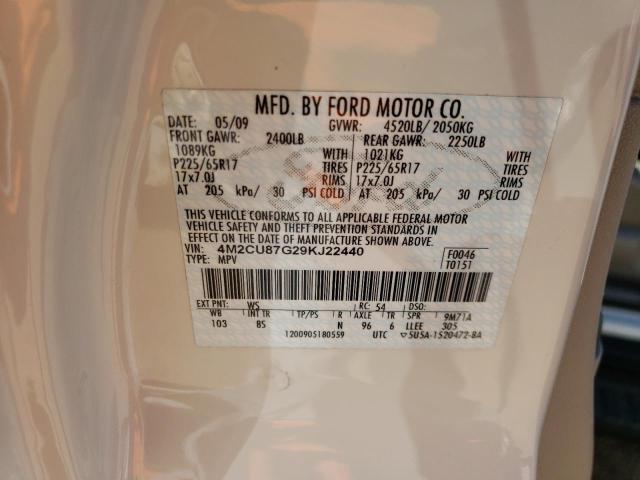 MFD. BY FORD MOTOR CO.
DATE: 05/09 GVWR: 4520LB/ 2050KG
FRONT GAWR: 2400LB REAR GAWR: 2250LB
1089KG WITH 1021KG WITH
P225/65R17 TIRES P225/65R17 TIRES
17x7.0J RIMS 17x7.0J RIMS
AT 205 kPa/ 30 PSI COLD AT 205 kPa/ 30 PSI COLD
THIS VEHICLE CONFORMS TO ALL APPLICABLE FEDERAL MOTOR
VEHICLE SAFETY AND THEFT PREVENTION STANDARDS IN
EFFECT ON THE DATE OF MANUFACTURE SHOWN ABOVE.
VIN: 4M2CU87G29KJ22440 F0046
TYPE: MPV T0151
EXT PNT: WS RC: 54 DSO:
WB INT TR TP/PS R AXLE TR SPR 9M71A
103 8S N 96 6 LLEE 305
1200905180559 UTC 5U5A-1520472-BA